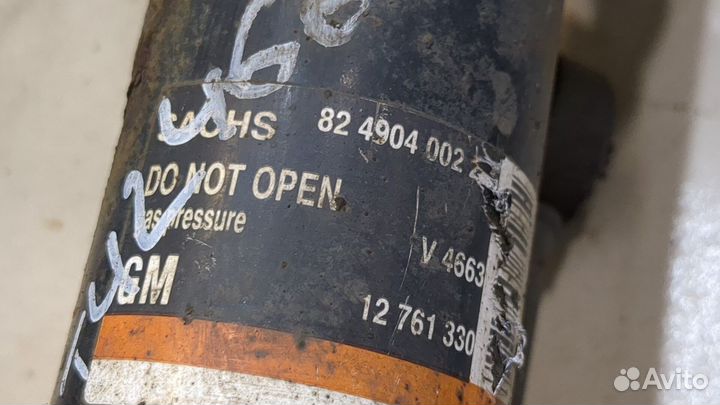 SACHS 82 4904 002
DO NOT OPEN
gas pressure
V 4663
GM
12 761 330
Avito